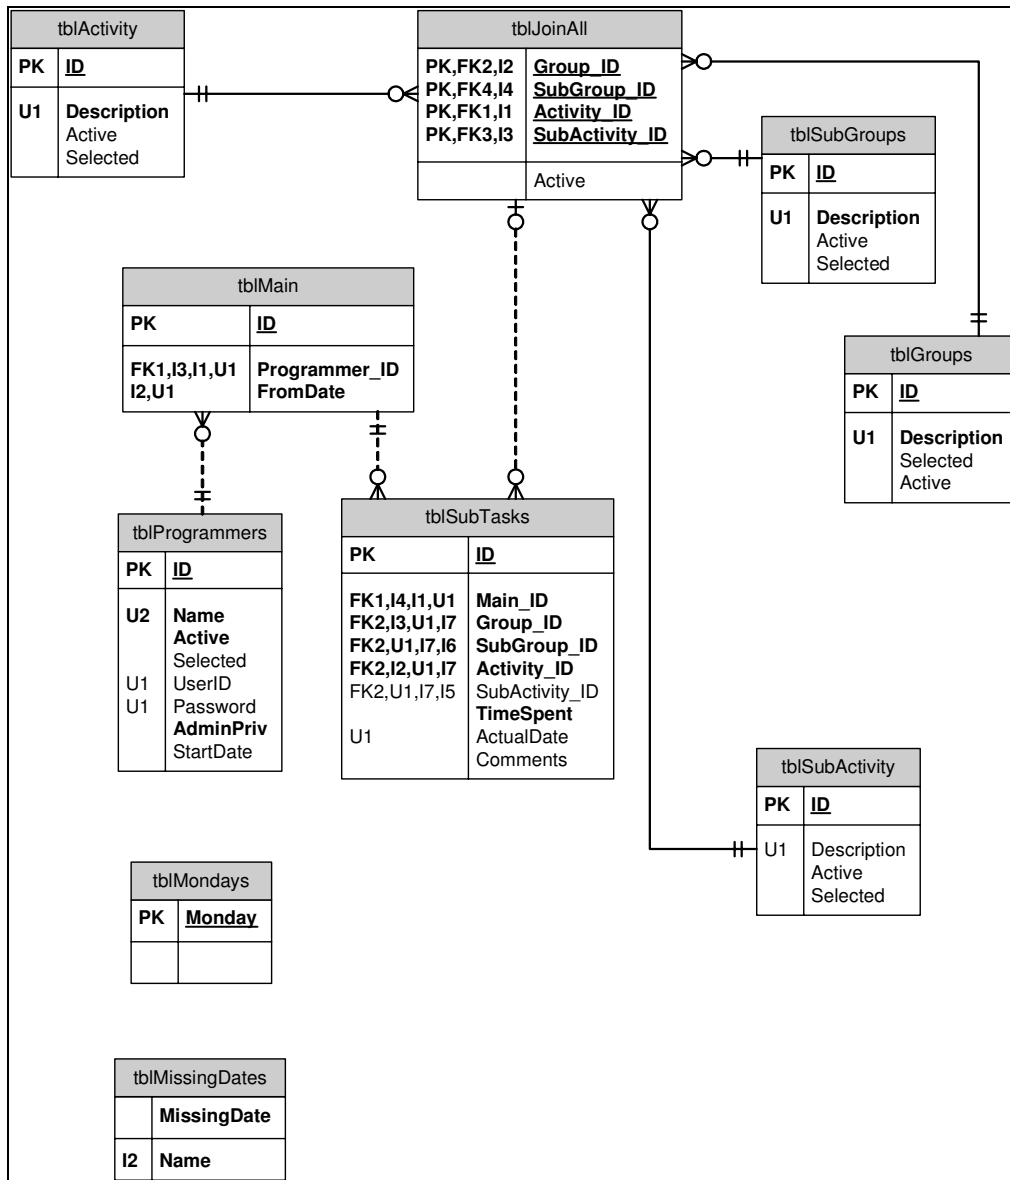 tblActivity
PK ID
U1 Description
Active
Selected
tblJoinAll
PK,FK2,I2 Group_ID
PK,FK4,I4 SubGroup_ID
PK,FK1,I1 Activity_ID
PK,FK3,I3 SubActivity_ID
Active
tblSubGroups
PK ID
U1 Description
Active
Selected
tblMain
PK ID
FK1,I3,I1,U1 Programmer_ID
I2,U1 FromDate
tblGroups
PK ID
U1 Description
Selected
Active
tblProgrammers
PK ID
U2 Name
Active
Selected
U1 UserID
U1 Password
AdminPriv
StartDate
tblSubTasks
PK ID
FK1,I4,I1,U1 Main_ID
FK2,I3,U1,I7 Group_ID
FK2,U1,I7,I6 SubGroup_ID
FK2,I2,U1,I7 Activity_ID
FK2,U1,I7,I5 SubActivity_ID
TimeSpent
U1 ActualDate
Comments
tblSubActivity
PK ID
U1 Description
Active
Selected
tblMondays
PK Monday
tblMissingDates
MissingDate
I2 Name